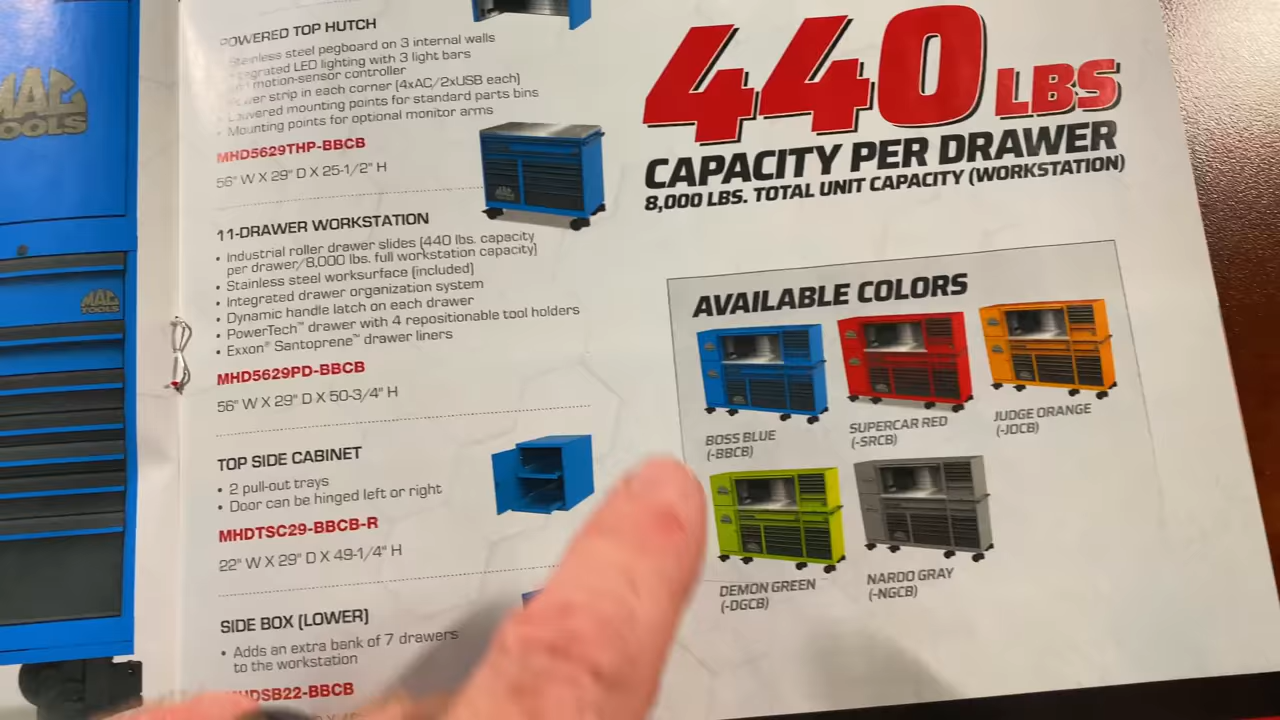 MAC
TOOLS
MAC
TOOLS
POWERED TOP HUTCH
Stainless steel pegboard on 3 internal walls
LED lighting with 3 light bars
motion-sensor controller
strip in each corner (4xAC/2xUSB each)
Louvered mounting points for standard parts bins
• Mounting points for optional monitor arms
MHD5629THP-BBCB
56" W X 29" D X 25-1/2" H
11-DRAWER WORKSTATION
• Industrial roller drawer slides (440 lbs. capacity
per drawer/8,000 lbs. full workstation capacity)
• Stainless steel worksurface (included)
• Integrated drawer organization system
• Dynamic handle latch on each drawer
• PowerTech™ drawer with 4 repositionable tool holders
• Exxon® Santoprene™ drawer liners
MHD5629PD-BBCB
56" W X 29" D X 50-3/4" H
TOP SIDE CABINET
• 2 pull-out trays
• Door can be hinged left or right
MHDTSC29-BBCB-R
22" W X 29" D X 49-1/4" H
SIDE BOX (LOWER)
• Adds an extra bank of 7 drawers
to the workstation
MHDSB22-BBCB
440 LBS
CAPACITY PER DRAWER
8,000 LBS. TOTAL UNIT CAPACITY (WORKSTATION)
AVAILABLE COLORS
BOSS BLUE
(-BBCB)
SUPERCAR RED
(-SRCB)
JUDGE ORANGE
(-JOCB)
DEMON GREEN
(-DGCB)
NARDO GRAY
(-NGCB)